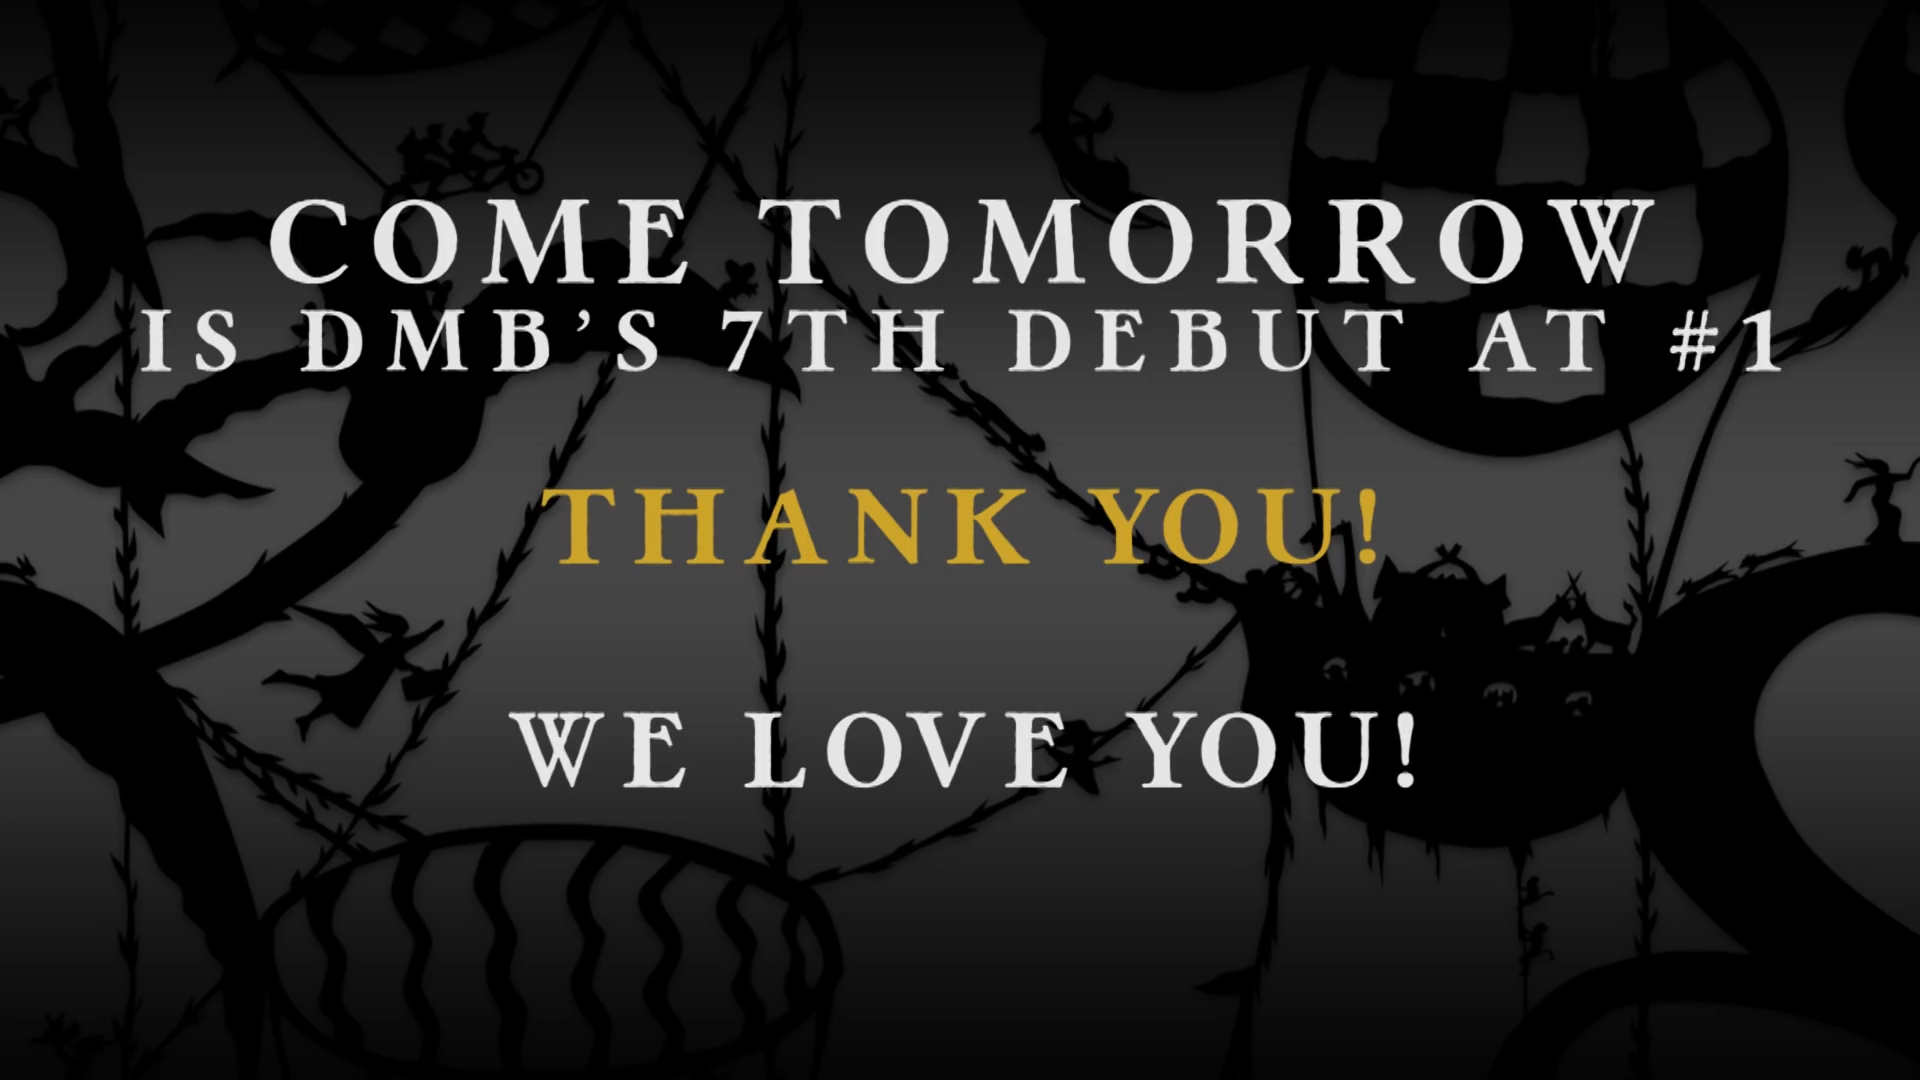 COME TOMORROW
IS DMB’S 7TH DEBUT AT #1
THANK YOU!
WE LOVE YOU!